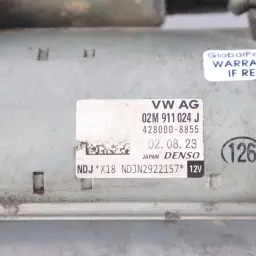 GlobalPa
WARRA
IF RE
VW AG
02M 911 024 J
428000-8855
02.08.23
JAPAN DENSO
NDJ *X18 NDJN2922157* 12V
126